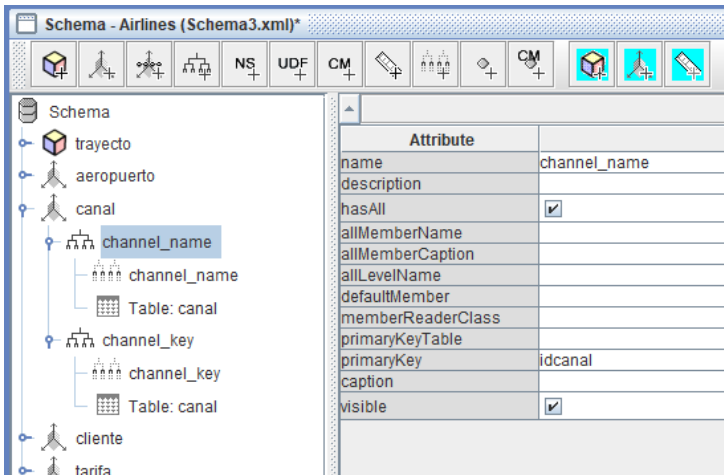 Schema - Airlines (Schema3.xml)*
NS UDF CM CM
Schema
trayecto
aeropuerto
canal
channel_name
channel_name
Table: canal
channel_key
channel_key
Table: canal
cliente
tarifa
Attribute
name channel_name
description
hasAll
allMemberName
allMemberCaption
allLevelName
defaultMember
memberReaderClass
primaryKeyTable
primaryKey idcanal
caption
visible